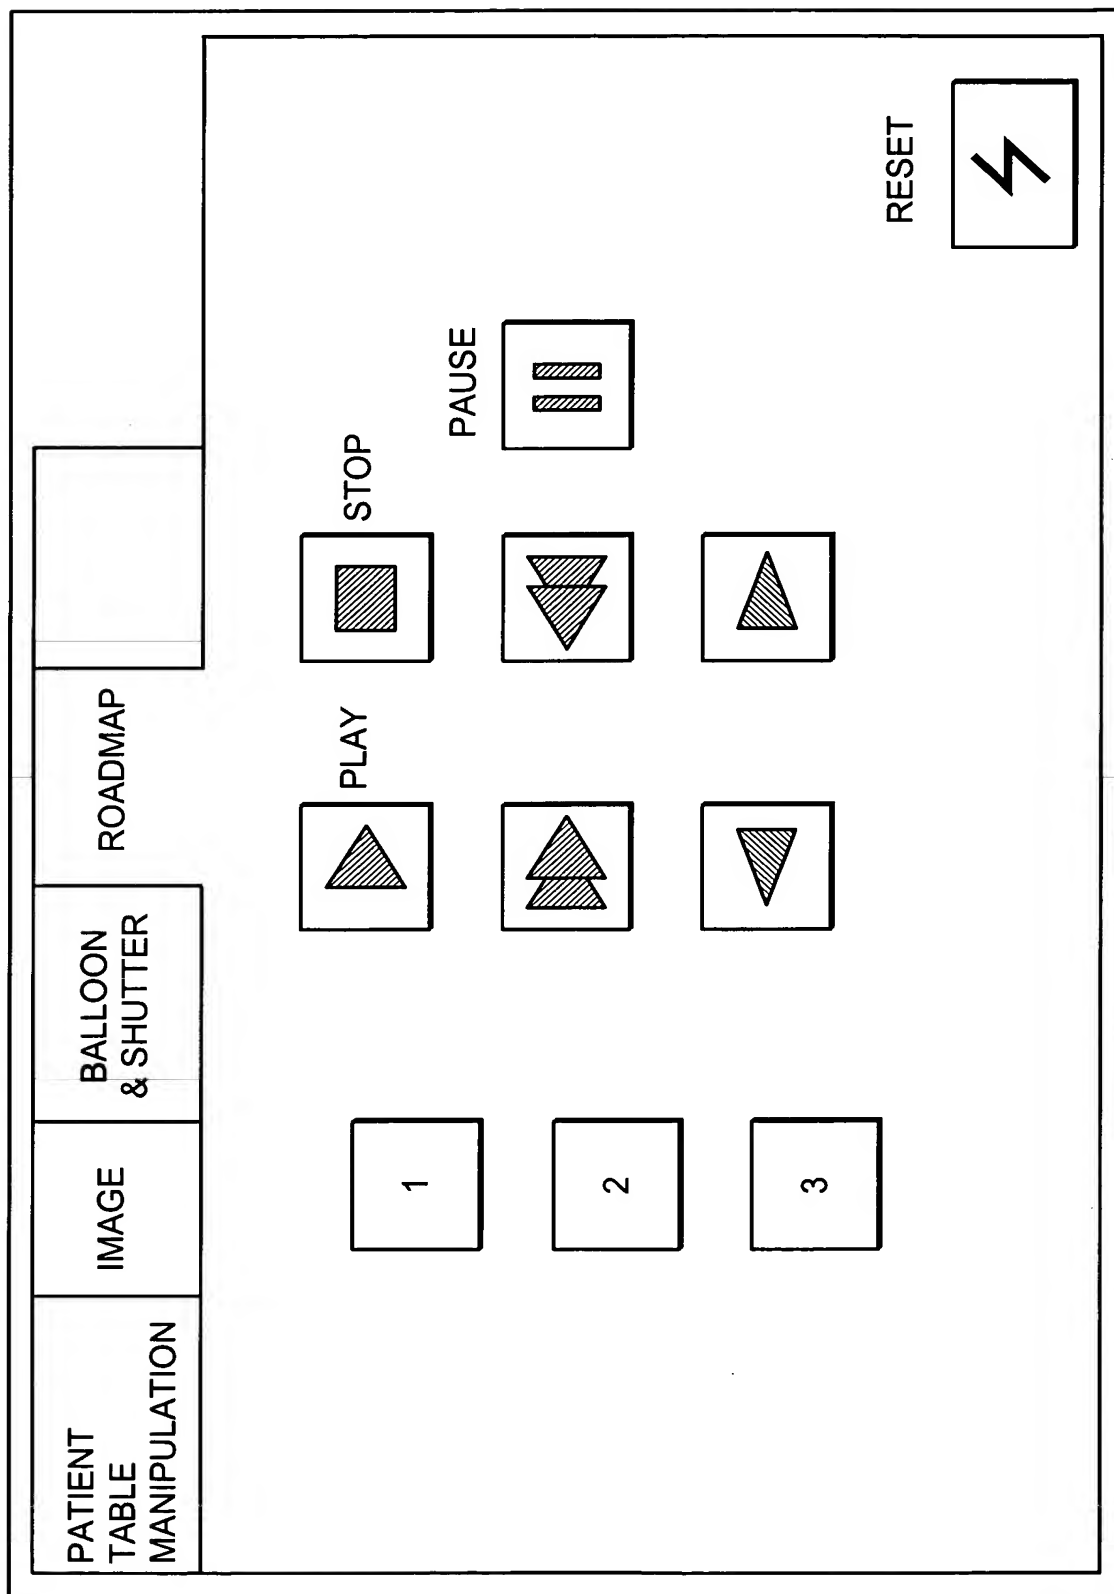 PATIENT
TABLE
MANIPULATION
IMAGE
BALLOON
& SHUTTER
ROADMAP
PLAY
STOP
PAUSE
1
2
3
RESET